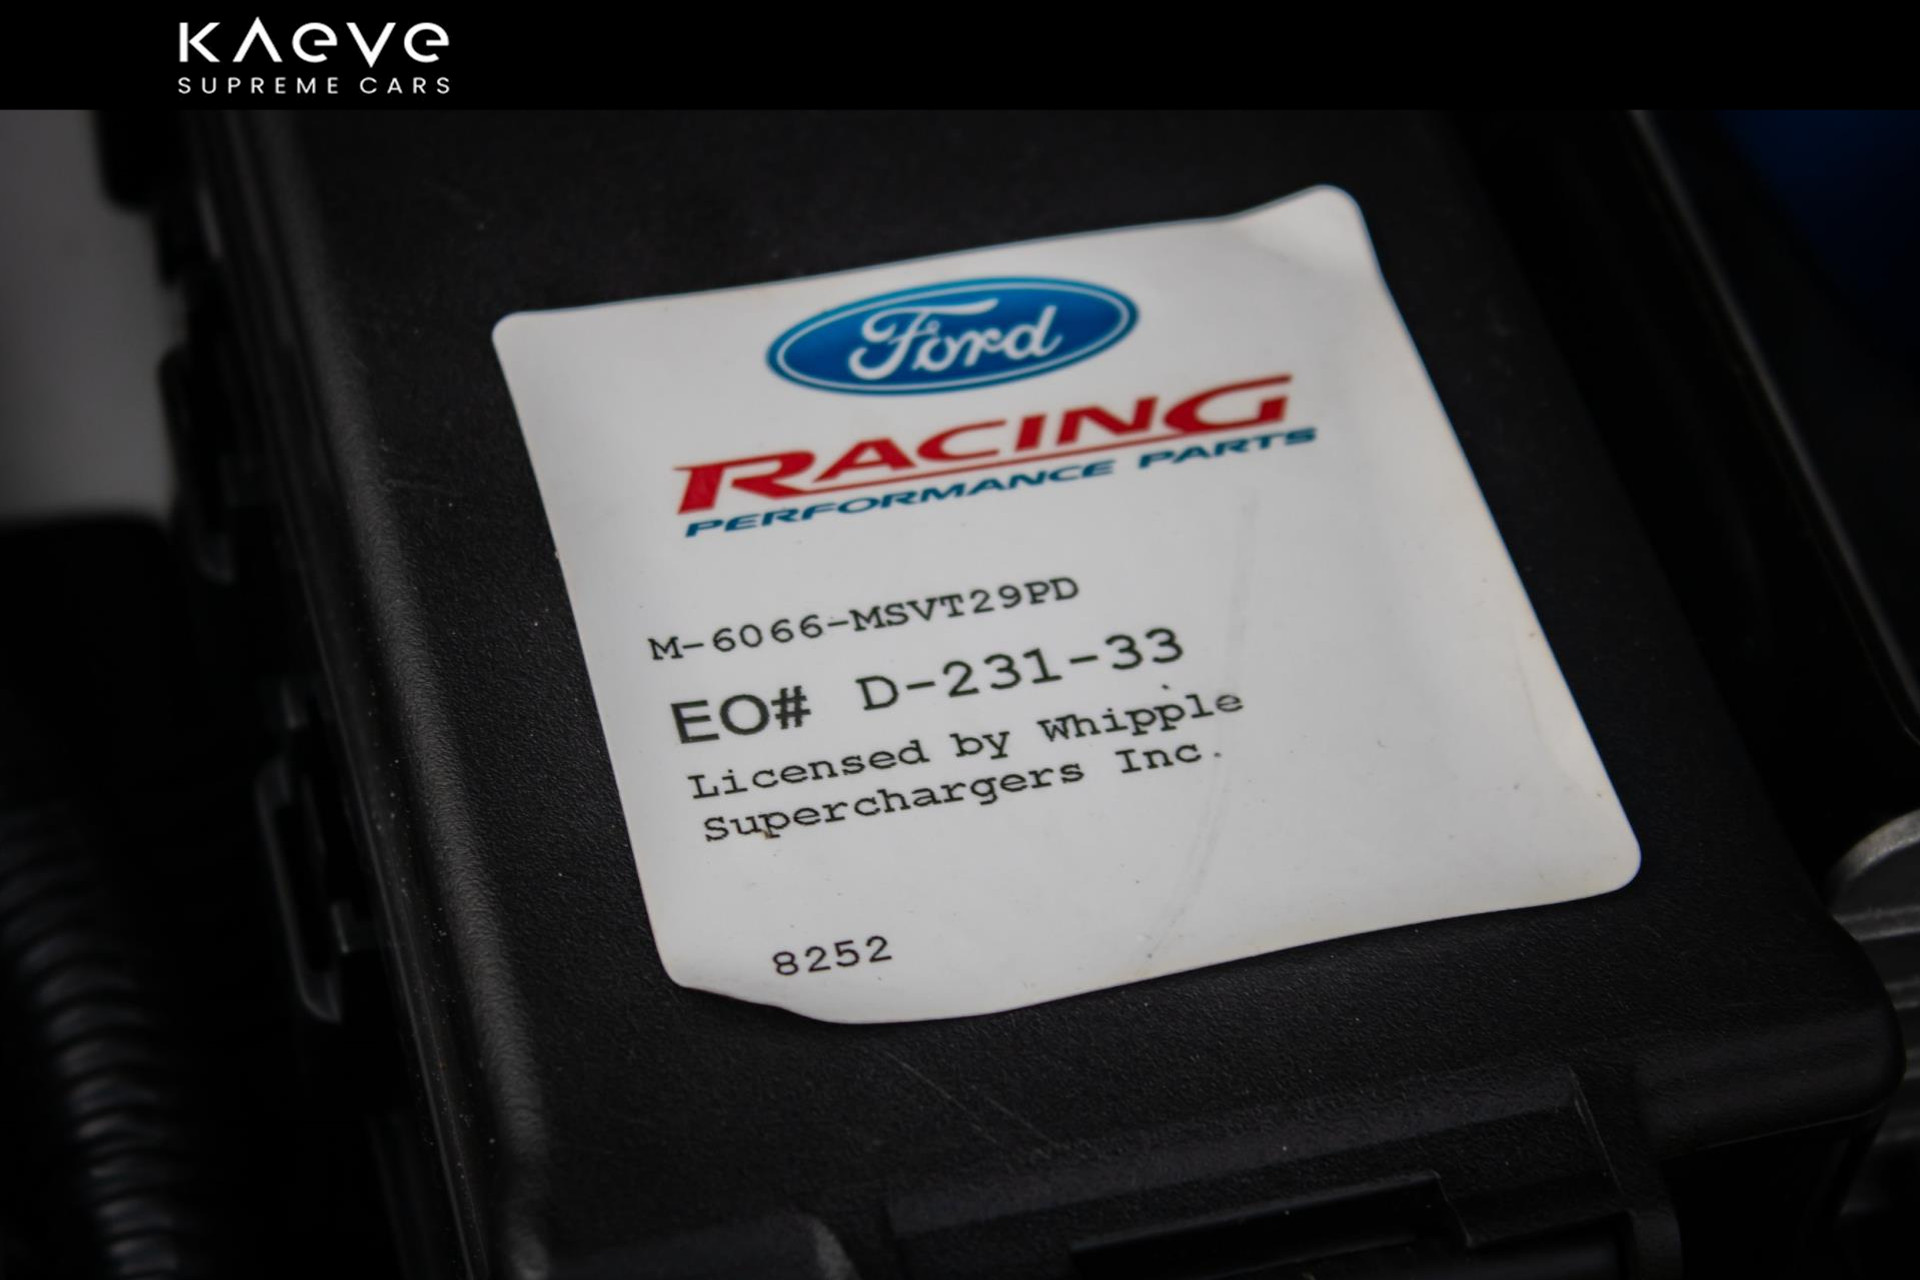 KAEVE
SUPREME CARS
Ford
RACING
PERFORMANCE PARTS
M-6066-MSVT29PD
EO# D-231-33
Licensed by Whipple
Superchargers Inc.
8252